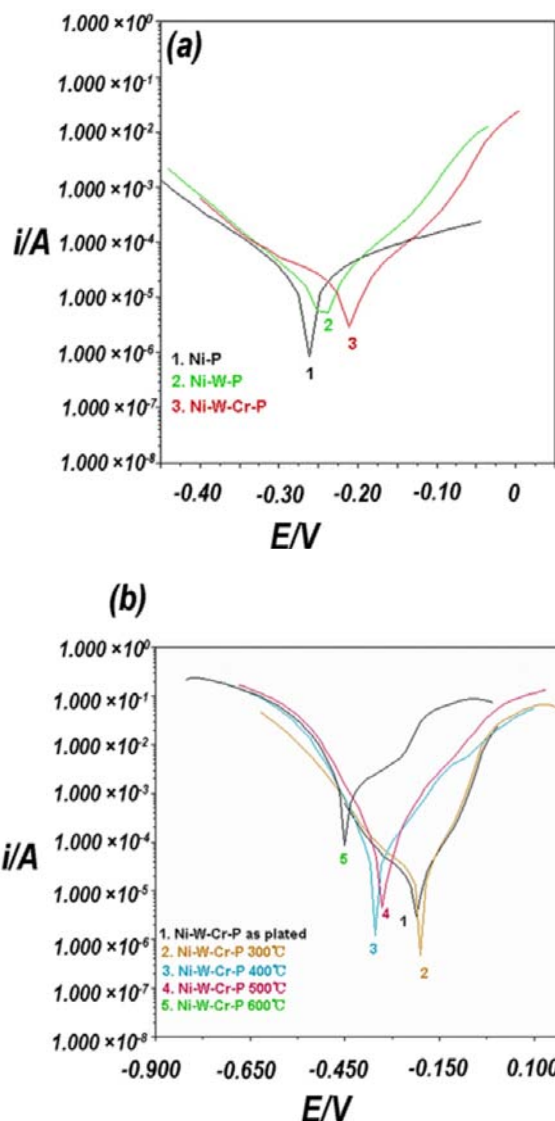 (a)
1.000 ×10⁰
1.000 ×10⁻¹
1.000 ×10⁻²
1.000 ×10⁻³
1.000 ×10⁻⁴
1.000 ×10⁻⁵
1.000 ×10⁻⁶
1.000 ×10⁻⁷
1.000 ×10⁻⁸
i/A
1
2
3
1. Ni-P
2. Ni-W-P
3. Ni-W-Cr-P
-0.40 -0.30 -0.20 -0.10 0
E/V
(b)
1.000 ×10⁰
1.000 ×10⁻¹
1.000 ×10⁻²
1.000 ×10⁻³
1.000 ×10⁻⁴
1.000 ×10⁻⁵
1.000 ×10⁻⁶
1.000 ×10⁻⁷
1.000 ×10⁻⁸
i/A
5
4
1
3
2
1. Ni-W-Cr-P as plated
2. Ni-W-Cr-P 300℃
3. Ni-W-Cr-P 400℃
4. Ni-W-Cr-P 500℃
5. Ni-W-Cr-P 600℃
-0.900 -0.650 -0.450 -0.150 0.100
E/V